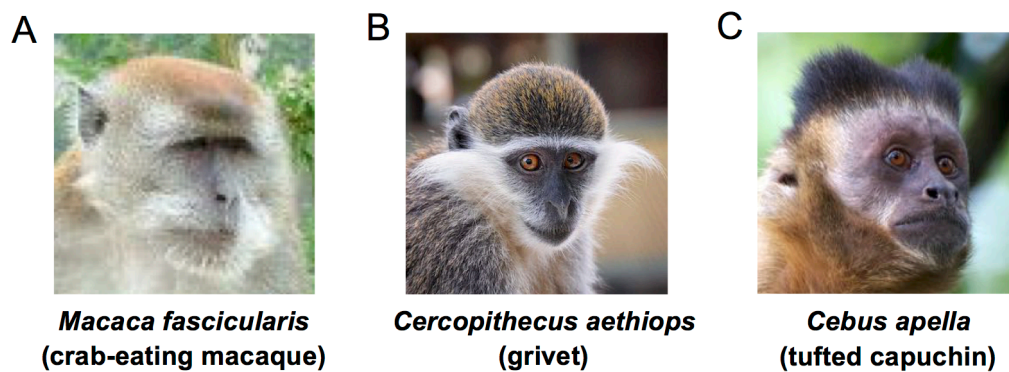 A
B
C
Macaca fascicularis
(crab-eating macaque)
Cercopithecus aethiops
(grivet)
Cebus apella
(tufted capuchin)